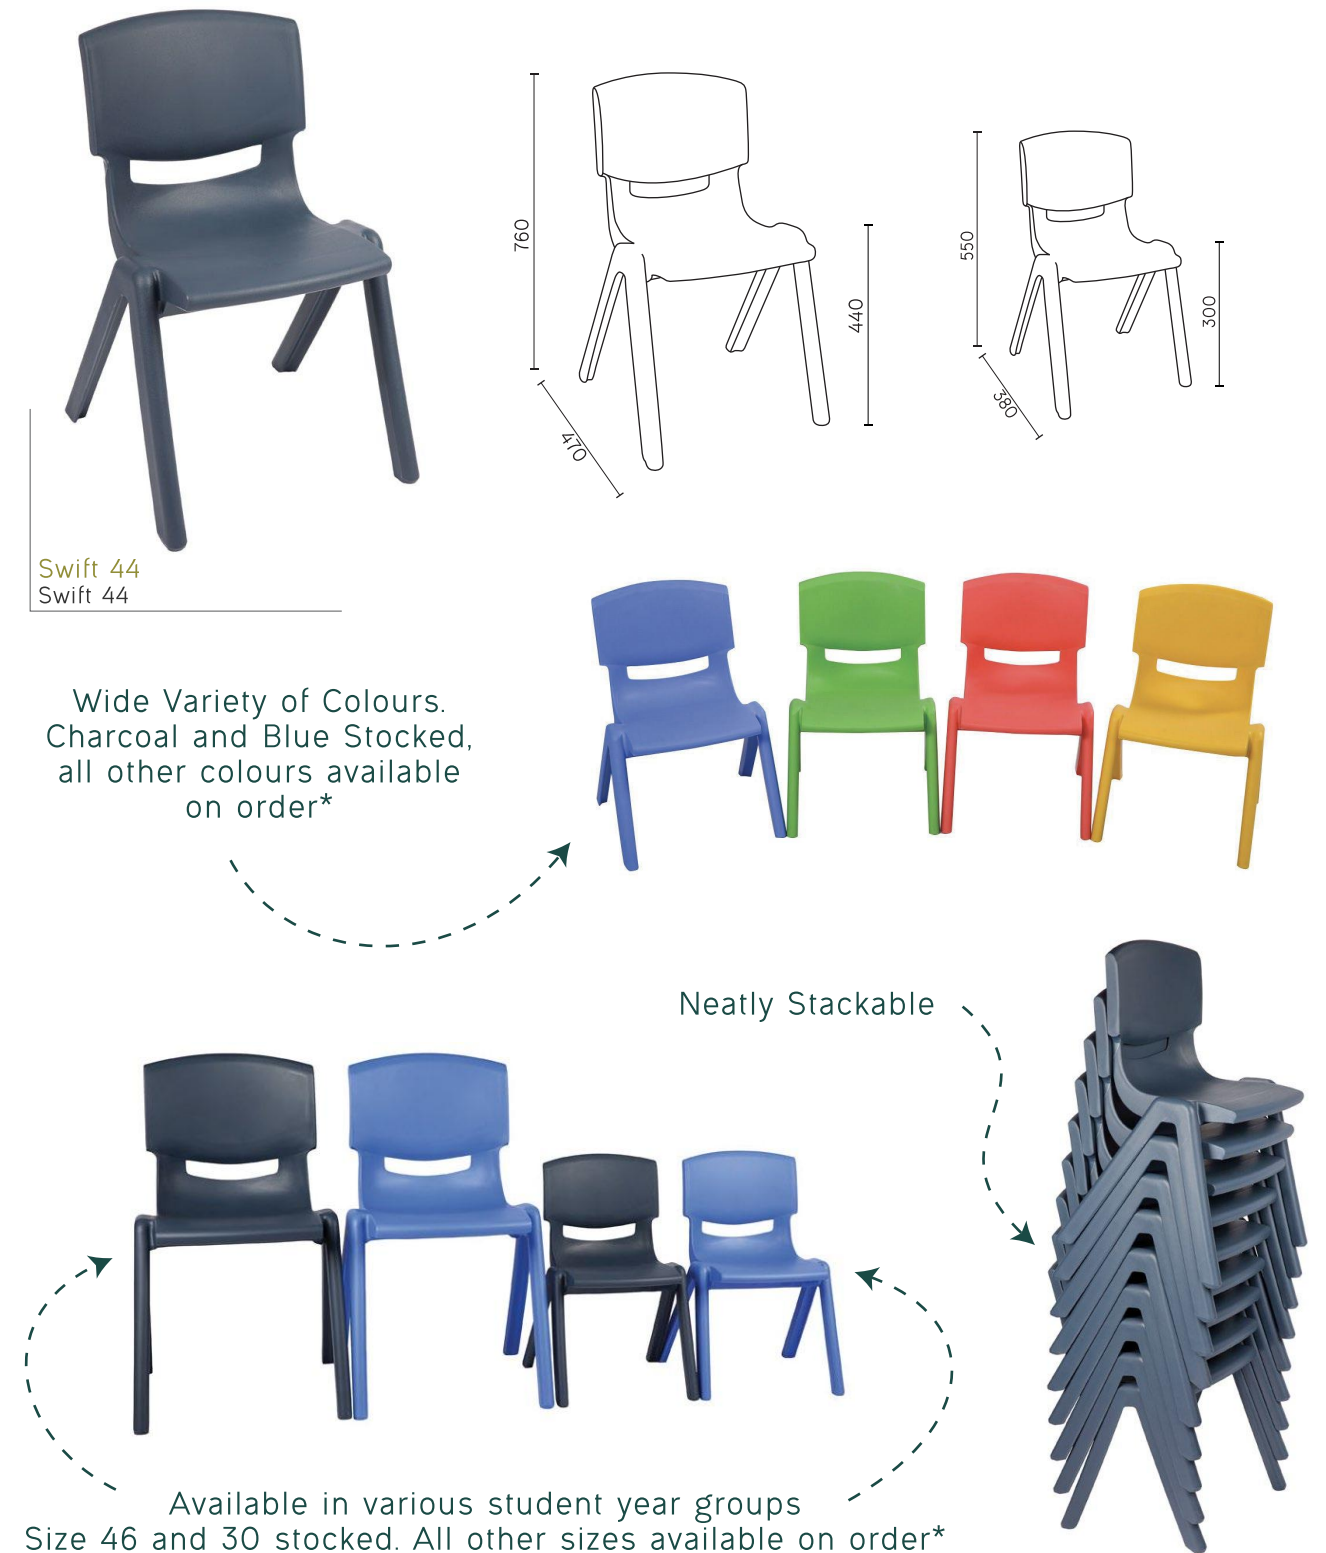 760
440
470
550
300
380
Swift 44
Swift 44
Wide Variety of Colours.
Charcoal and Blue Stocked,
all other colours available
on order*
Neatly Stackable
Available in various student year groups
Size 46 and 30 stocked. All other sizes available on order*